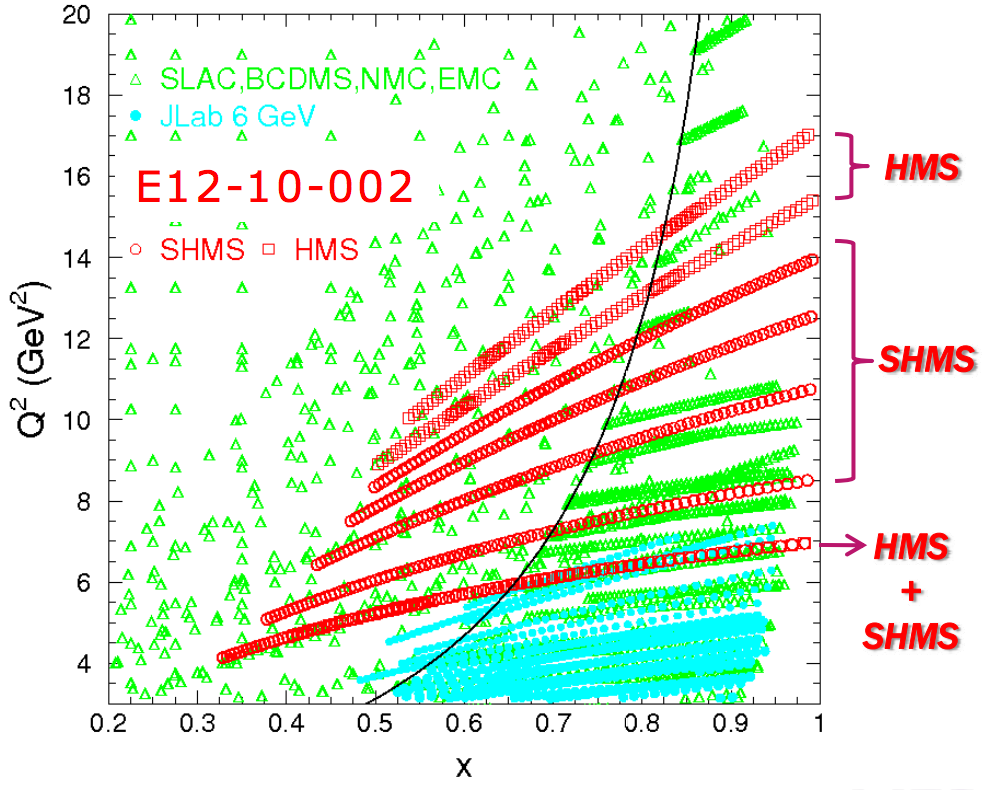 20
18
16
14
12
10
8
6
4
Q² (GeV²)
△ SLAC,BCDMS,NMC,EMC
● JLab 6 GeV
E12-10-002
○ SHMS □ HMS
HMS
SHMS
HMS
+
SHMS
0.2 0.3 0.4 0.5 0.6 0.7 0.8 0.9 1
x